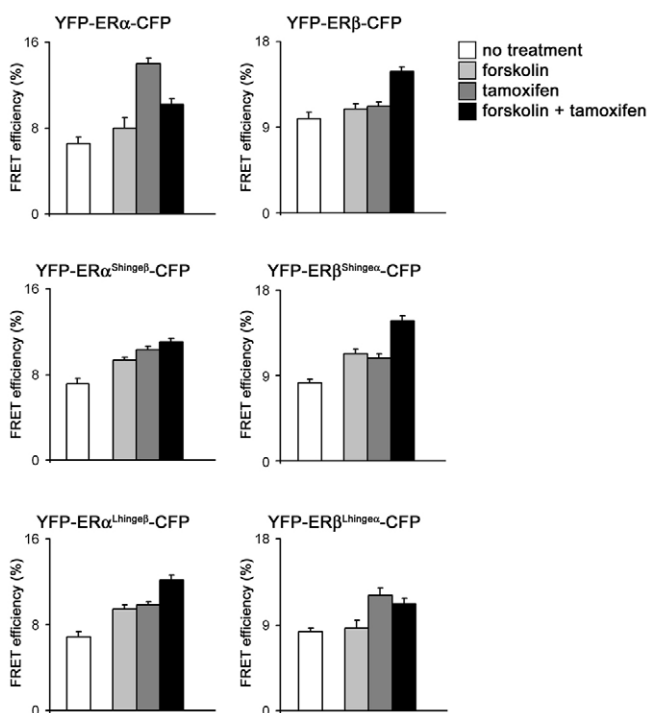 YFP-ERα-CFP
16
8
0
FRET efficiency (%)
YFP-ERβ-CFP
18
9
0
FRET efficiency (%)
no treatment
forskolin
tamoxifen
forskolin + tamoxifen
YFP-ERαShingeβ-CFP
16
8
0
FRET efficiency (%)
YFP-ERβShingeα-CFP
18
9
0
FRET efficiency (%)
YFP-ERαLhingeβ-CFP
16
8
0
FRET efficiency (%)
YFP-ERβLhingeα-CFP
18
9
0
FRET efficiency (%)